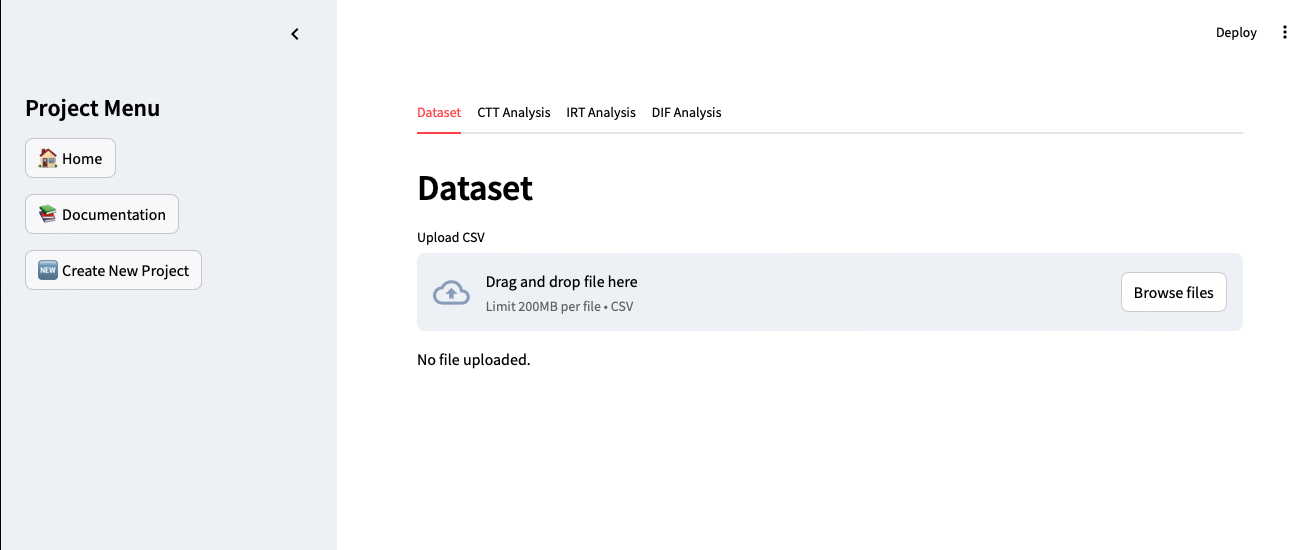 Deploy
Project Menu
Home
Documentation
NEW Create New Project
Dataset CTT Analysis IRT Analysis DIF Analysis
Dataset
Upload CSV
Drag and drop file here
Limit 200MB per file • CSV
Browse files
No file uploaded.